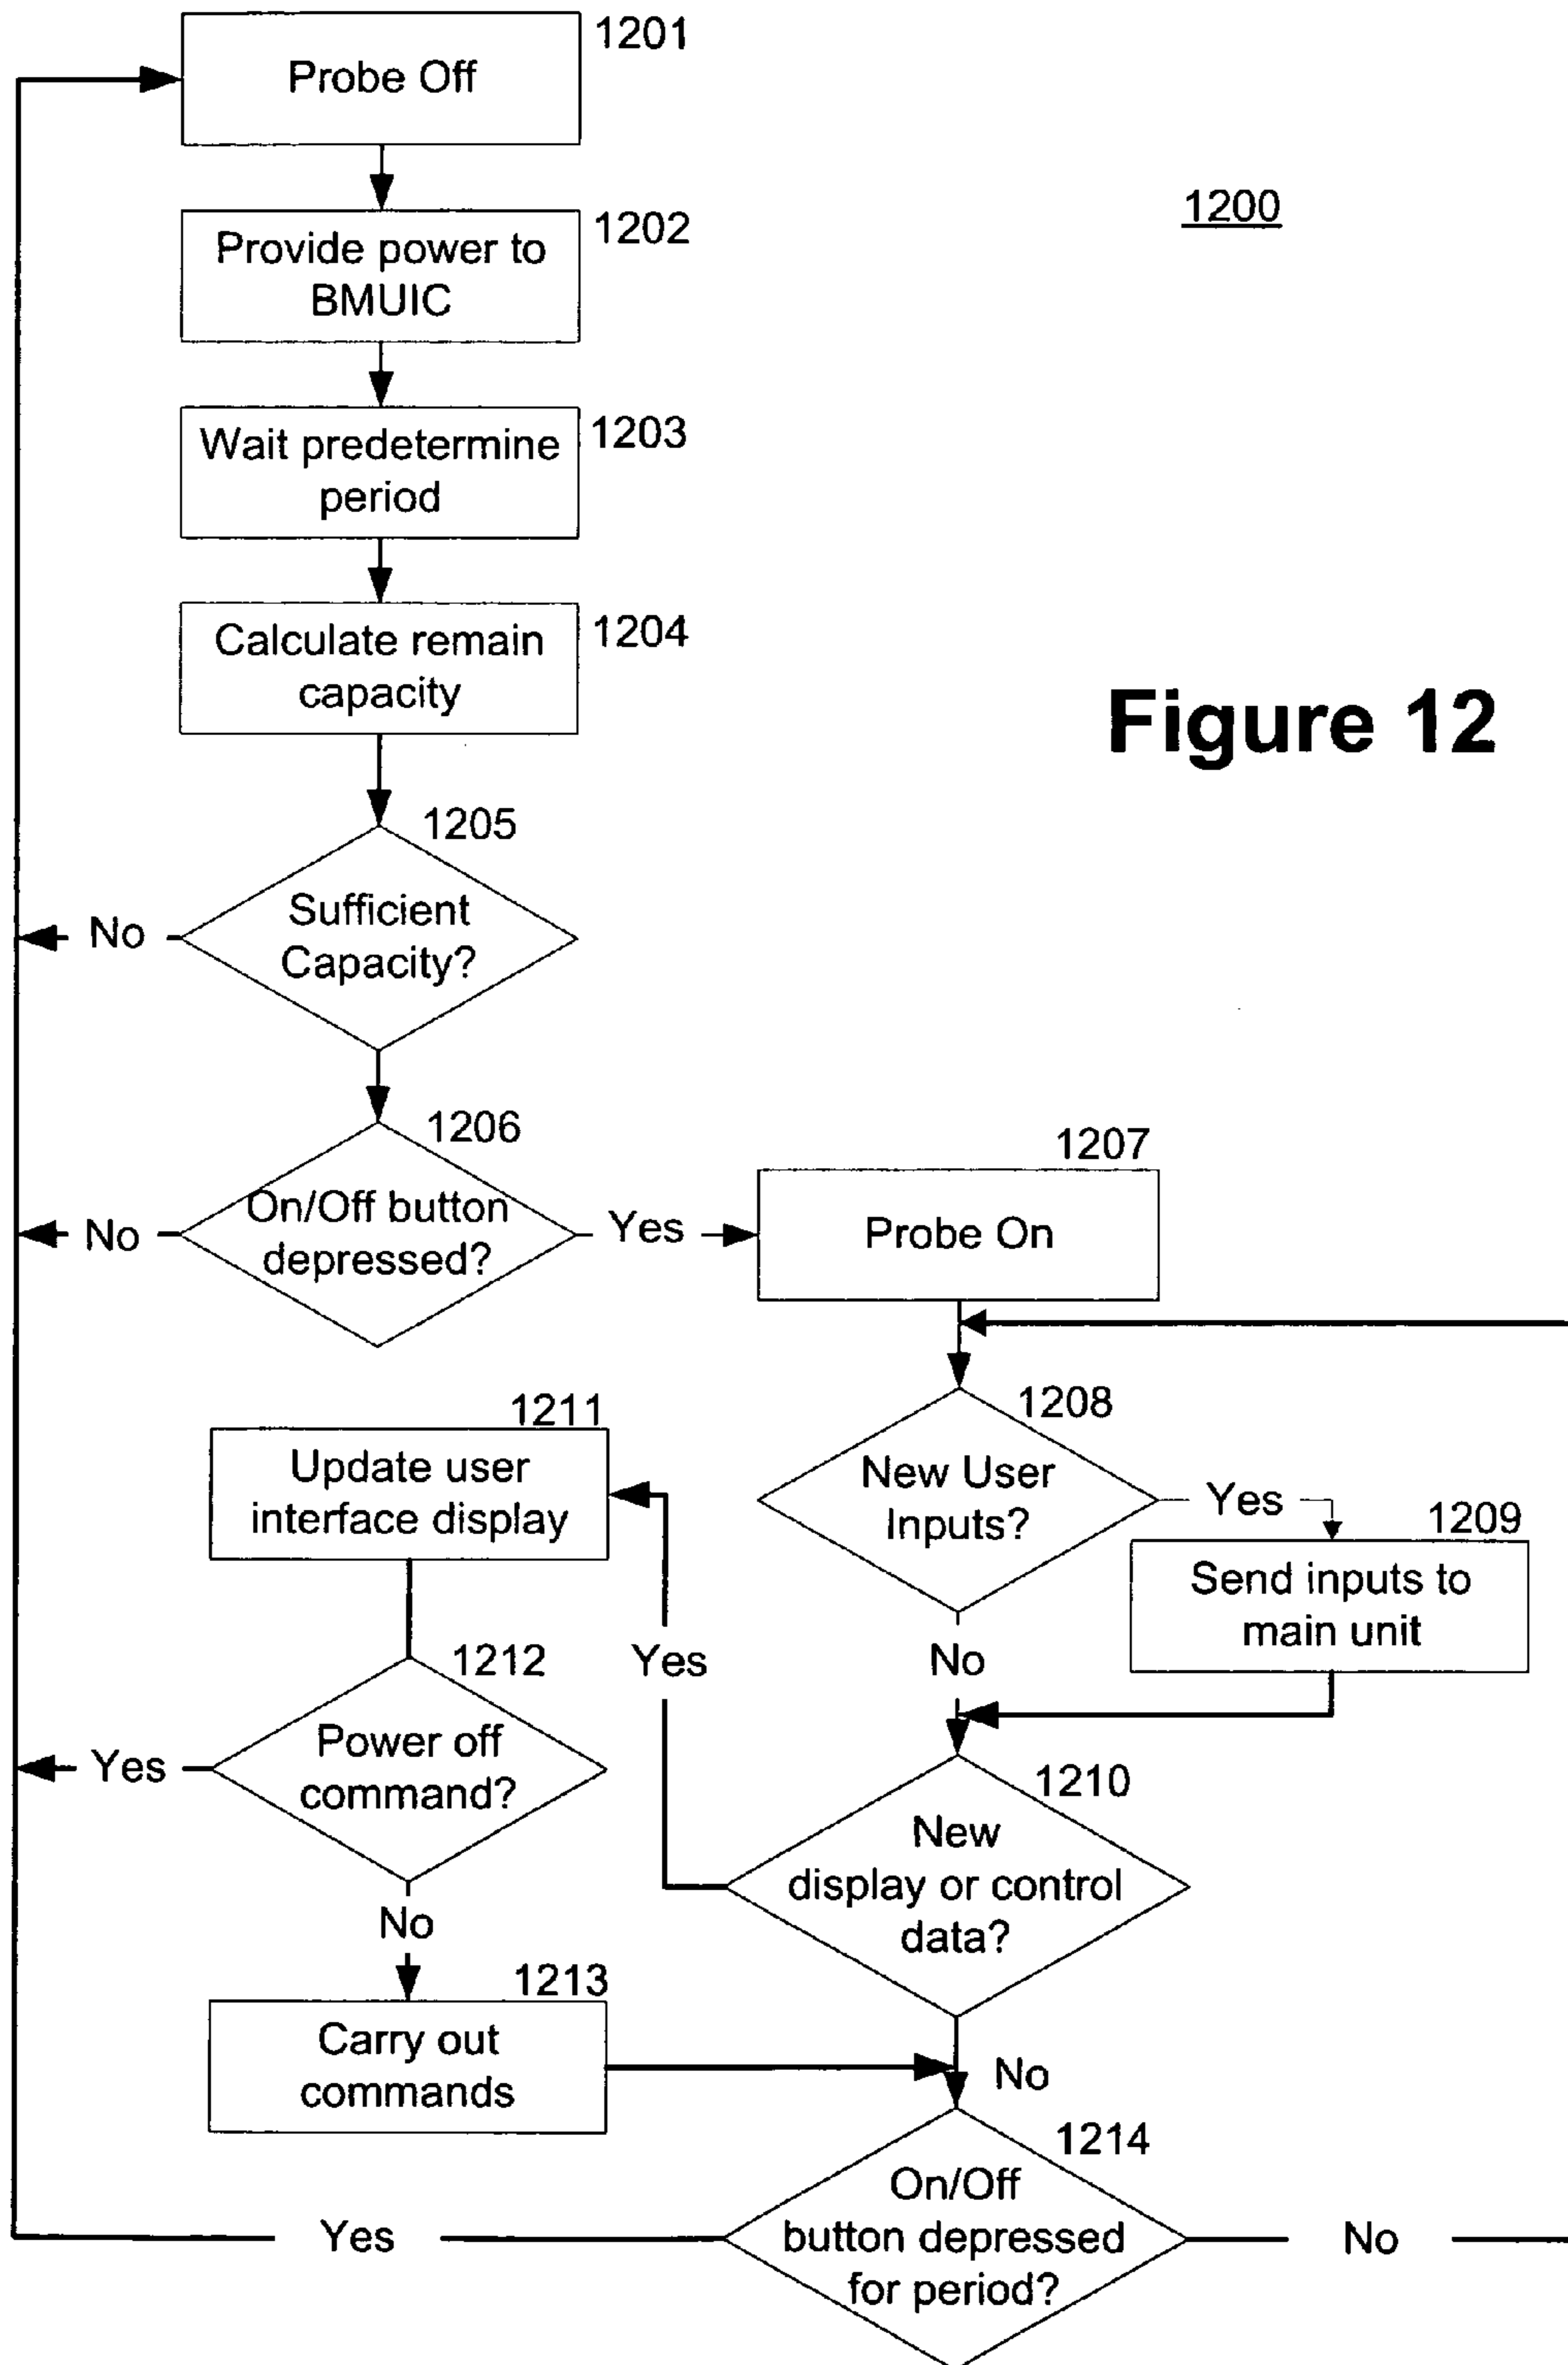 1201
Probe Off
1200
1202
Provide power to
BMUIC
1203
Wait predetermine
period
1204
Calculate remain
capacity
Figure 12
1205
Sufficient
Capacity?
No
1206
On/Off button
depressed?
No
Yes
1207
Probe On
1208
New User
Inputs?
Yes
No
1209
Send inputs to
main unit
1210
New
display or control
data?
Yes
No
1211
Update user
interface display
1212
Power off
command?
Yes
No
1213
Carry out
commands
1214
On/Off
button depressed
for period?
Yes
No